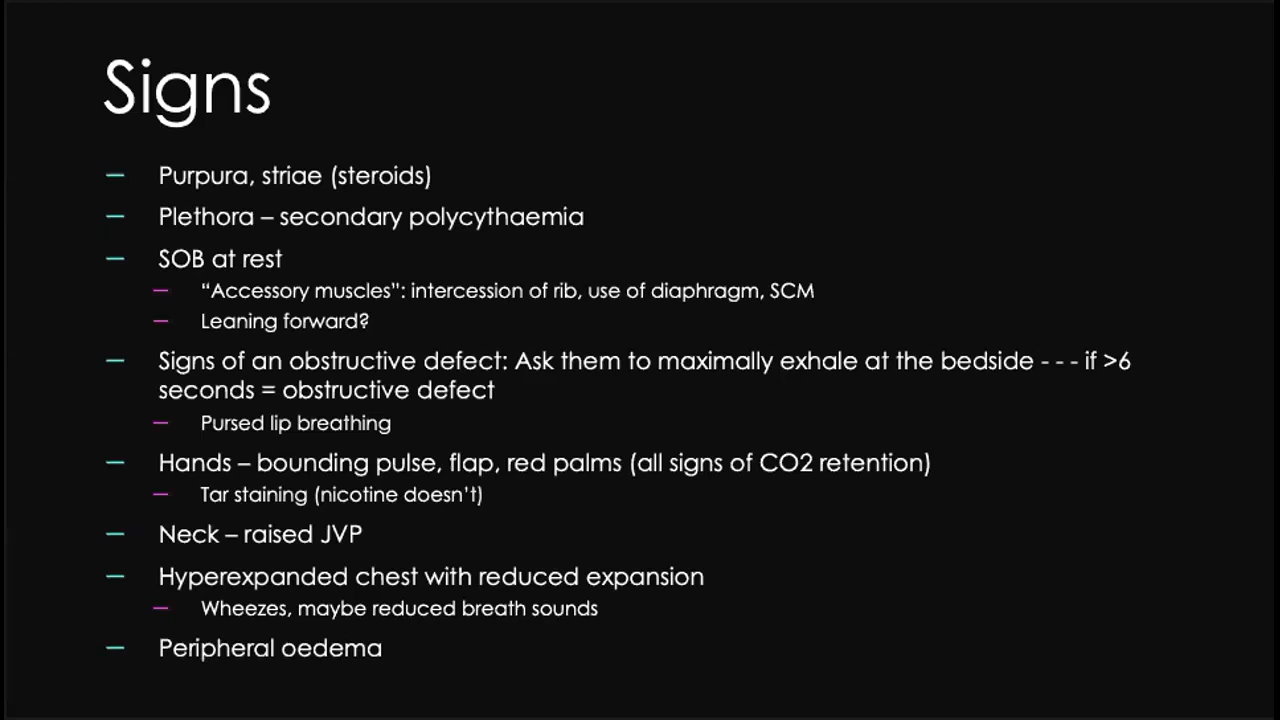 Signs
– Purpura, striae (steroids)
– Plethora – secondary polycythaemia
– SOB at rest
– “Accessory muscles”: intercession of rib, use of diaphragm, SCM
– Leaning forward?
– Signs of an obstructive defect: Ask them to maximally exhale at the bedside - - - if >6
seconds = obstructive defect
– Pursed lip breathing
– Hands – bounding pulse, flap, red palms (all signs of CO2 retention)
– Tar staining (nicotine doesn’t)
– Neck – raised JVP
– Hyperexpanded chest with reduced expansion
– Wheezes, maybe reduced breath sounds
– Peripheral oedema